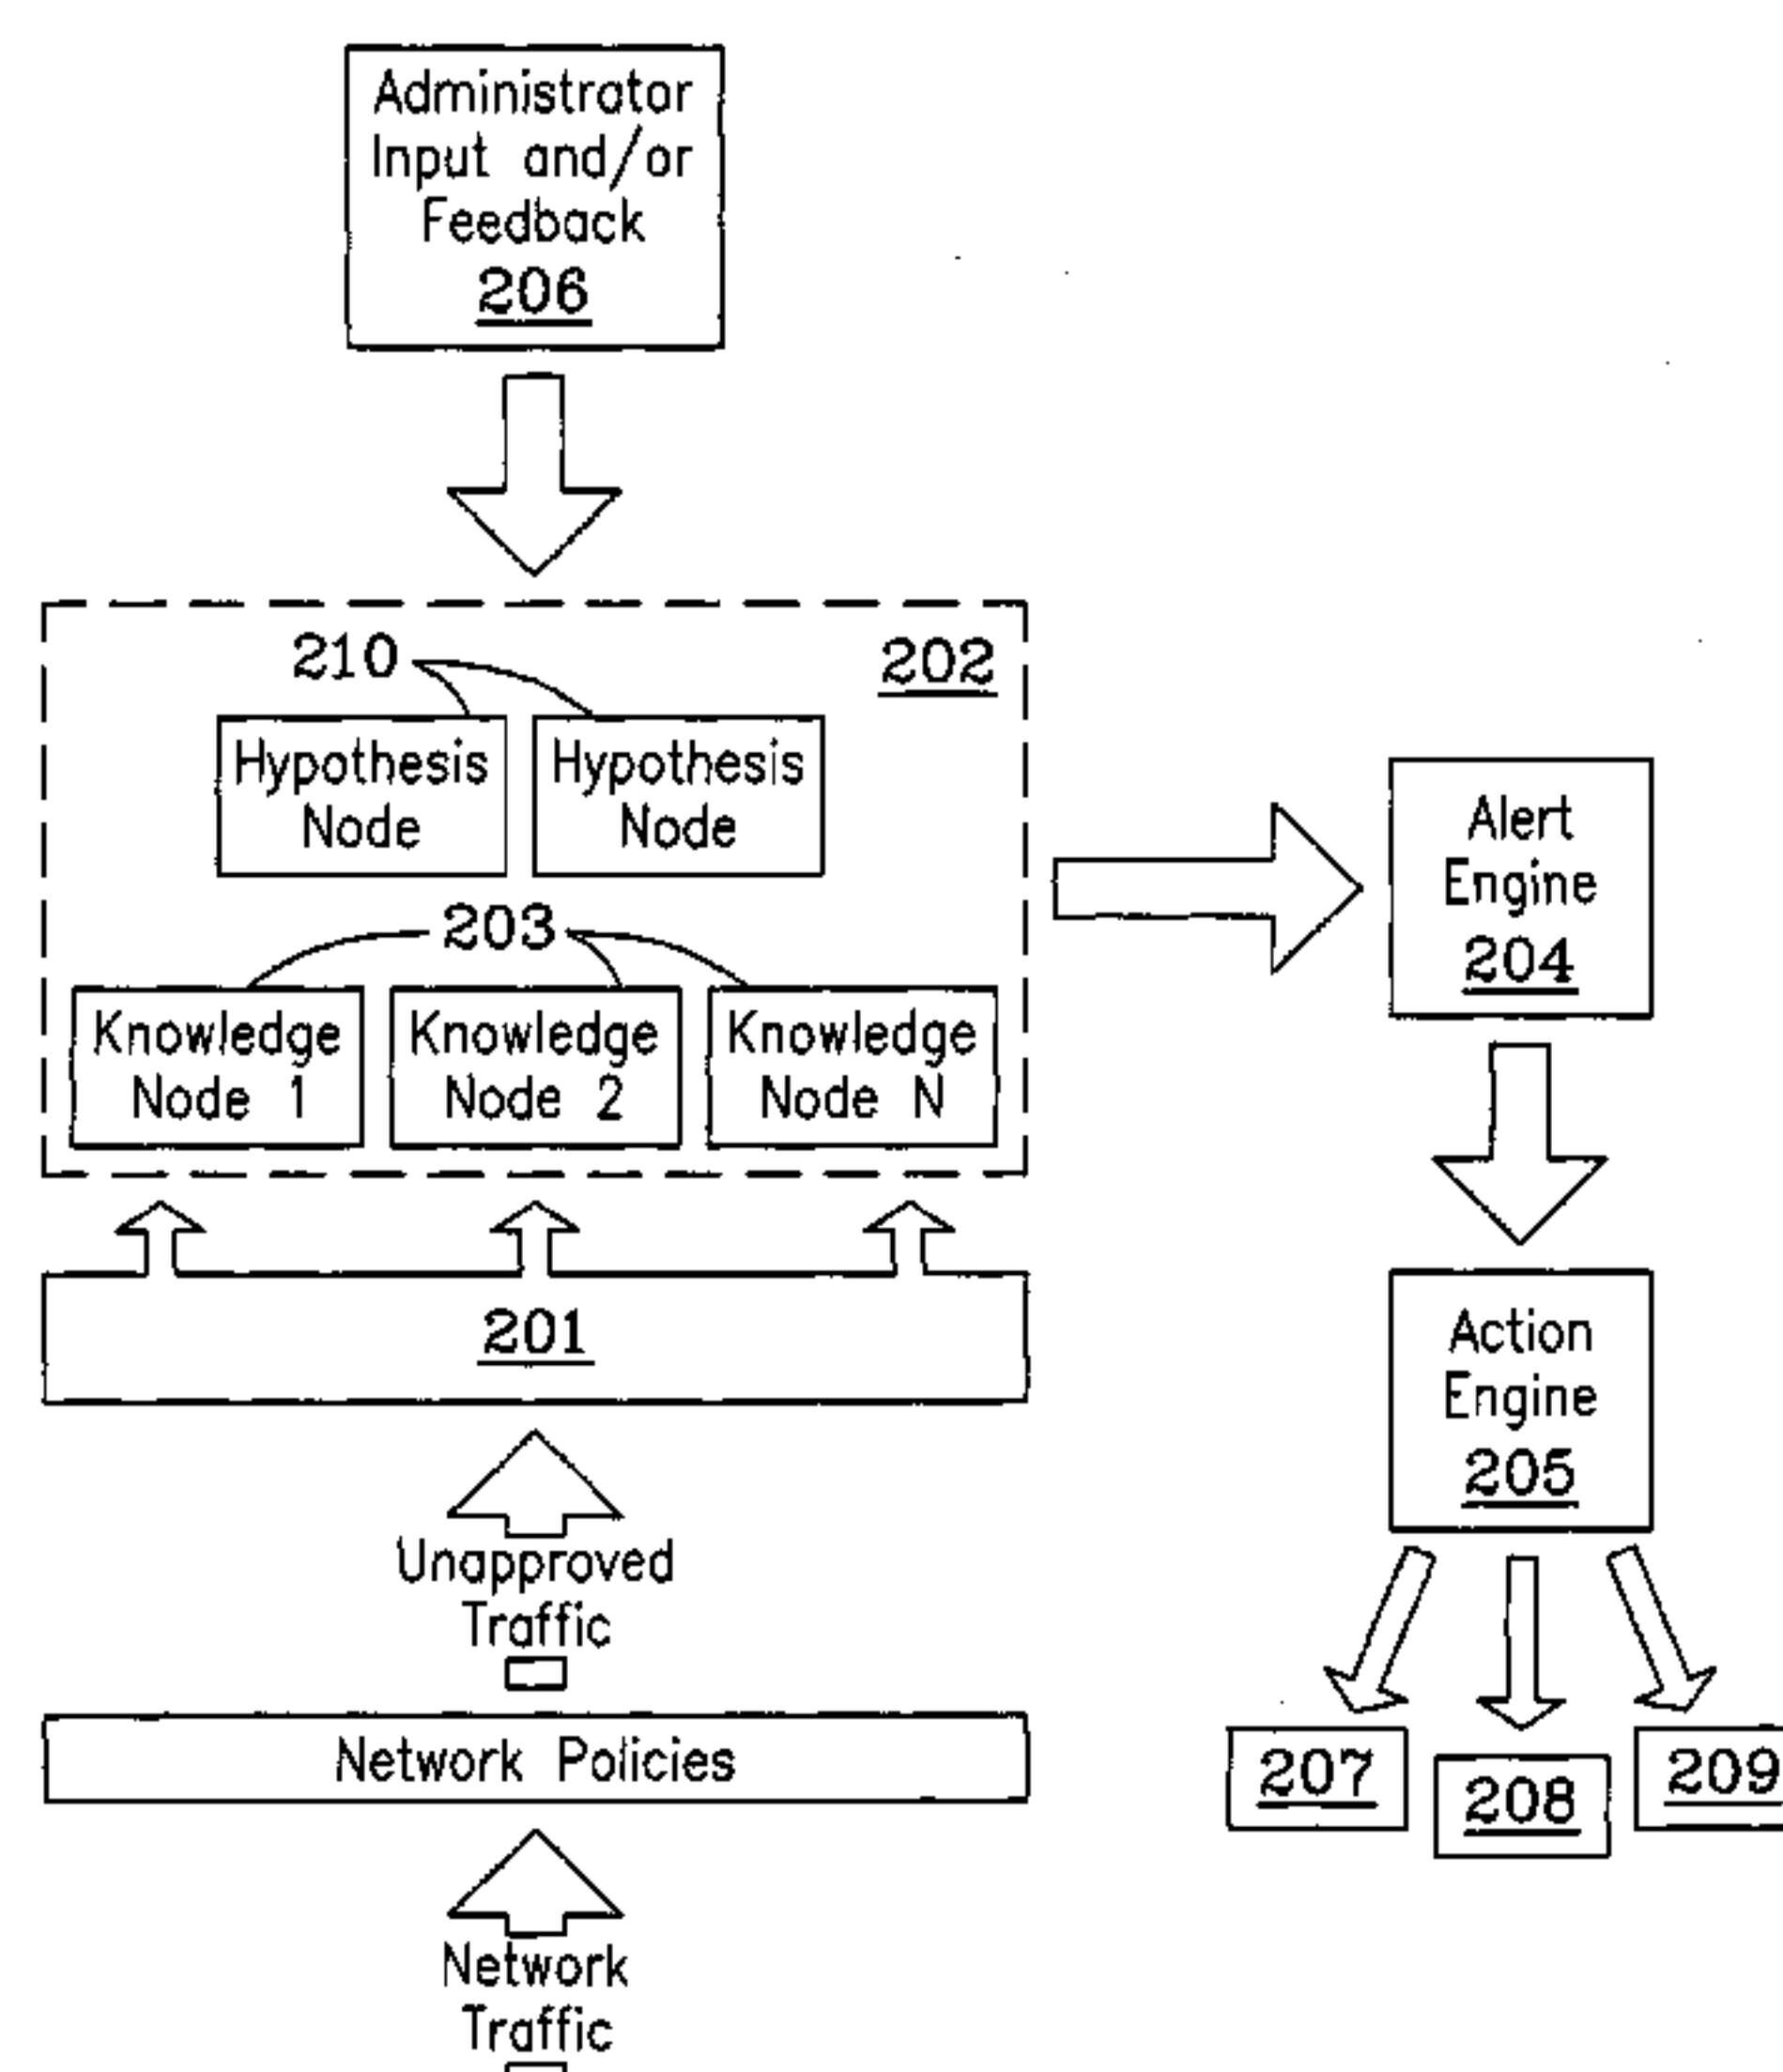 Administrator
Input and/or
Feedback
206
210
202
Hypothesis
Node
Hypothesis
Node
203
Knowledge
Node 1
Knowledge
Node 2
Knowledge
Node N
Alert
Engine
204
201
Action
Engine
205
Unapproved
Traffic
Network Policies
207
208
209
Network
Traffic